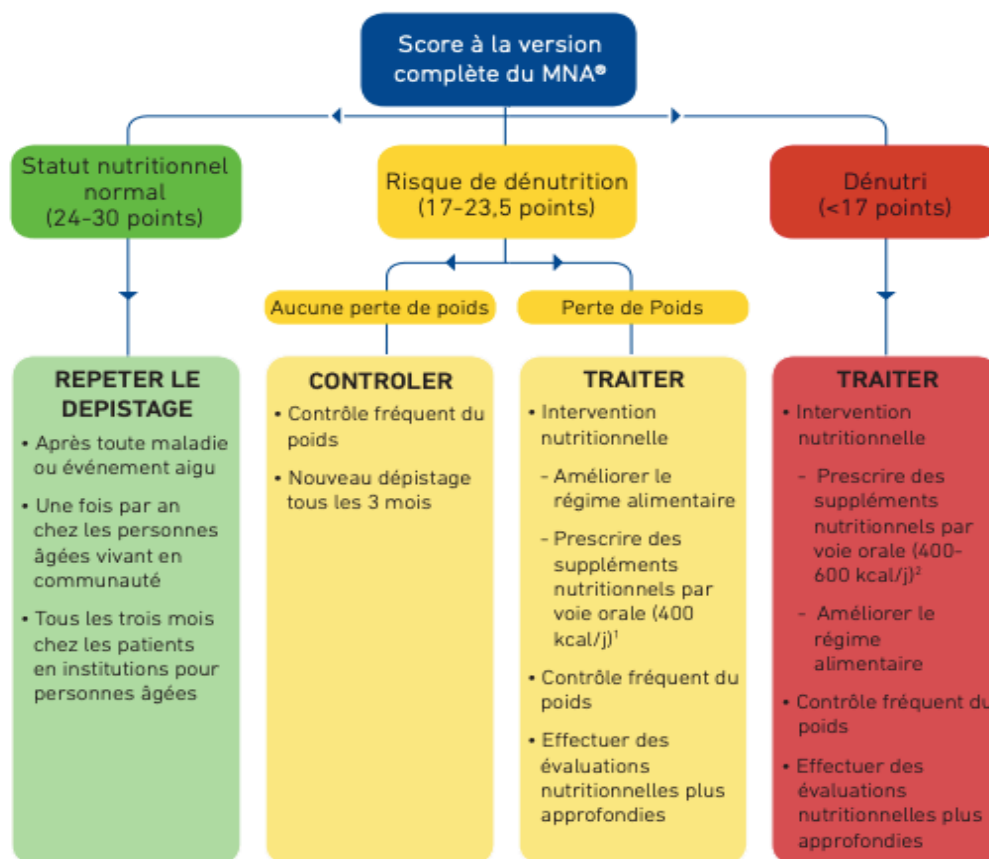 Score à la version
complète du MNA®
Statut nutritionnel
normal
(24-30 points)
Risque de dénutrition
(17-23,5 points)
Dénutri
(<17 points)
Aucune perte de poids
Perte de Poids
REPETER LE
DEPISTAGE
• Après toute maladie
ou événement aigu
• Une fois par an
chez les personnes
âgées vivant en
communauté
• Tous les trois mois
chez les patients
en institutions pour
personnes âgées
CONTROLER
• Contrôle fréquent du
poids
• Nouveau dépistage
tous les 3 mois
TRAITER
• Intervention
nutritionnelle
- Améliorer le
régime alimentaire
- Prescrire des
suppléments
nutritionnels par
voie orale (400
kcal/j)¹
• Contrôle fréquent du
poids
• Effectuer des
évaluations
nutritionnelles plus
approfondies
TRAITER
• Intervention
nutritionnelle
- Prescrire des
suppléments
nutritionnels par
voie orale (400-
600 kcal/j)²
- Améliorer le
régime
alimentaire
• Contrôle fréquent du
poids
• Effectuer des
évaluations
nutritionnelles plus
approfondies